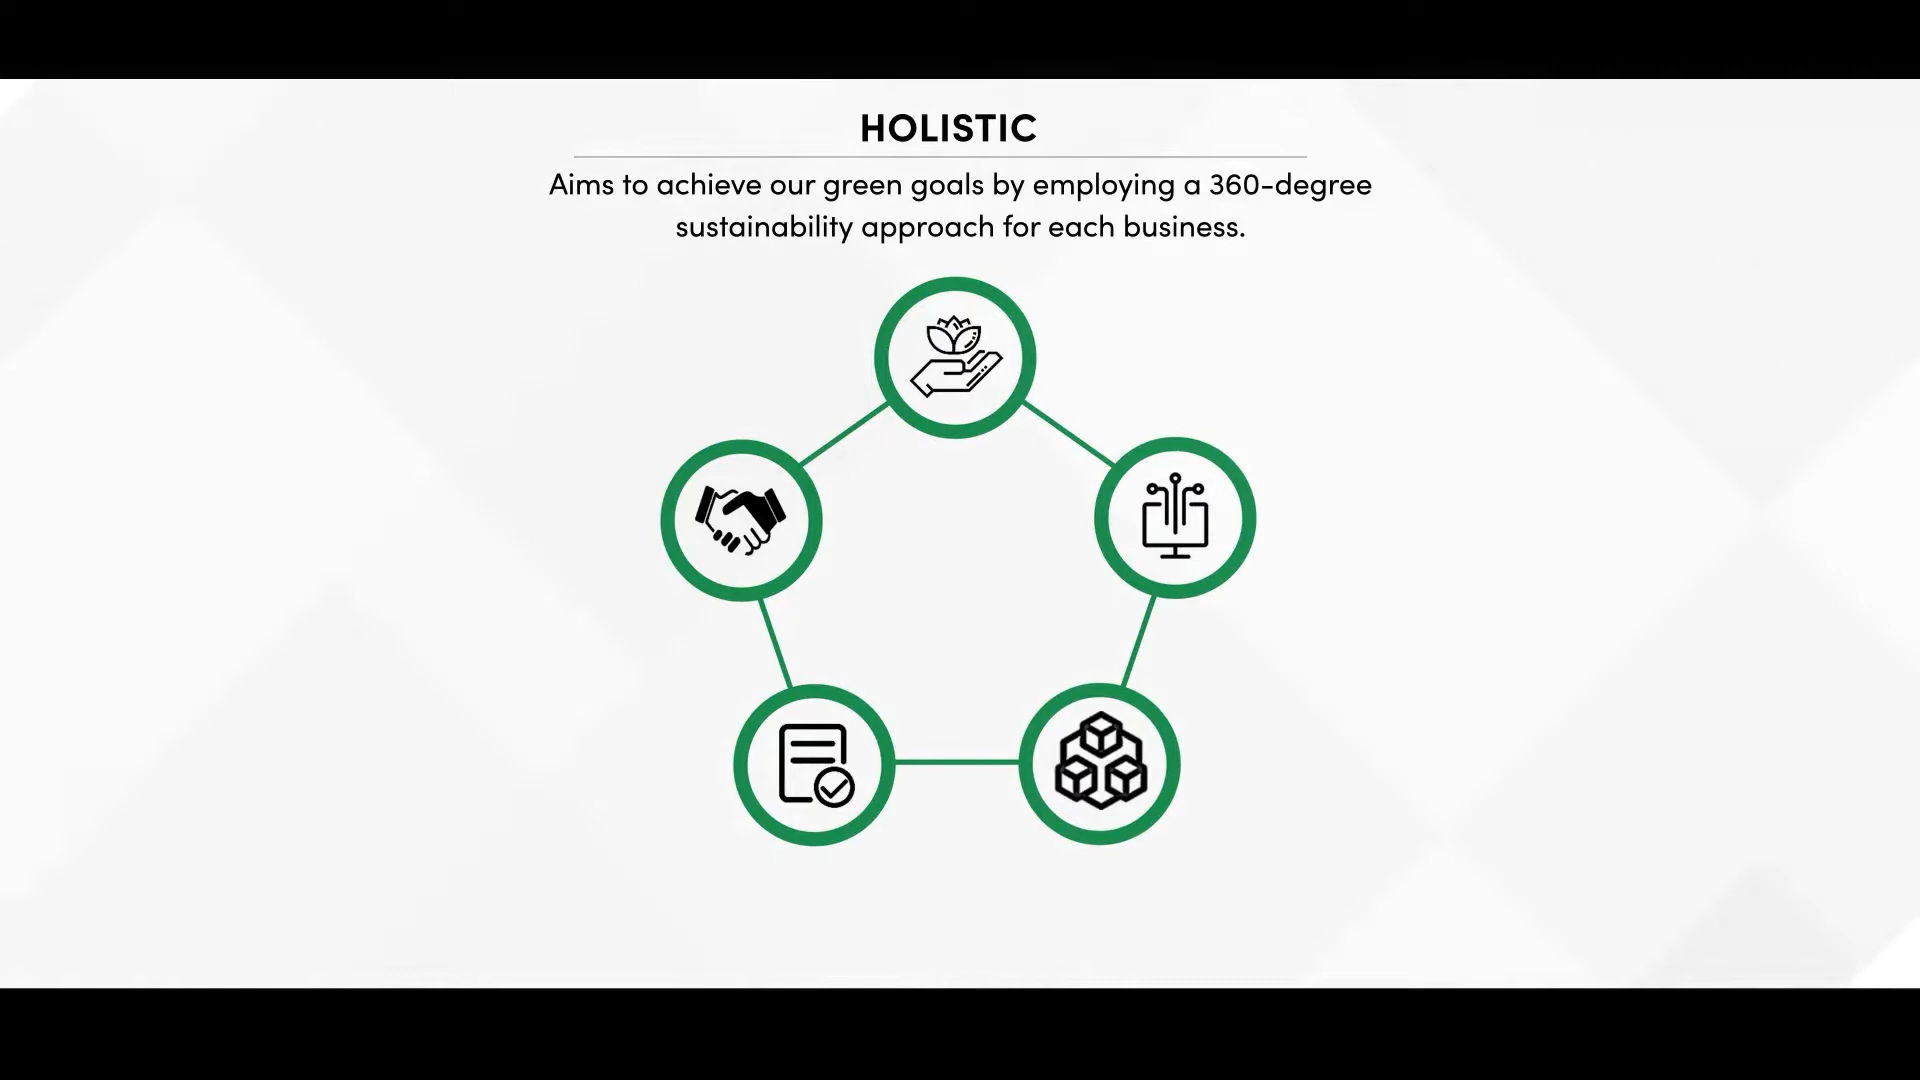 HOLISTIC
Aims to achieve our green goals by employing a 360-degree
sustainability approach for each business.